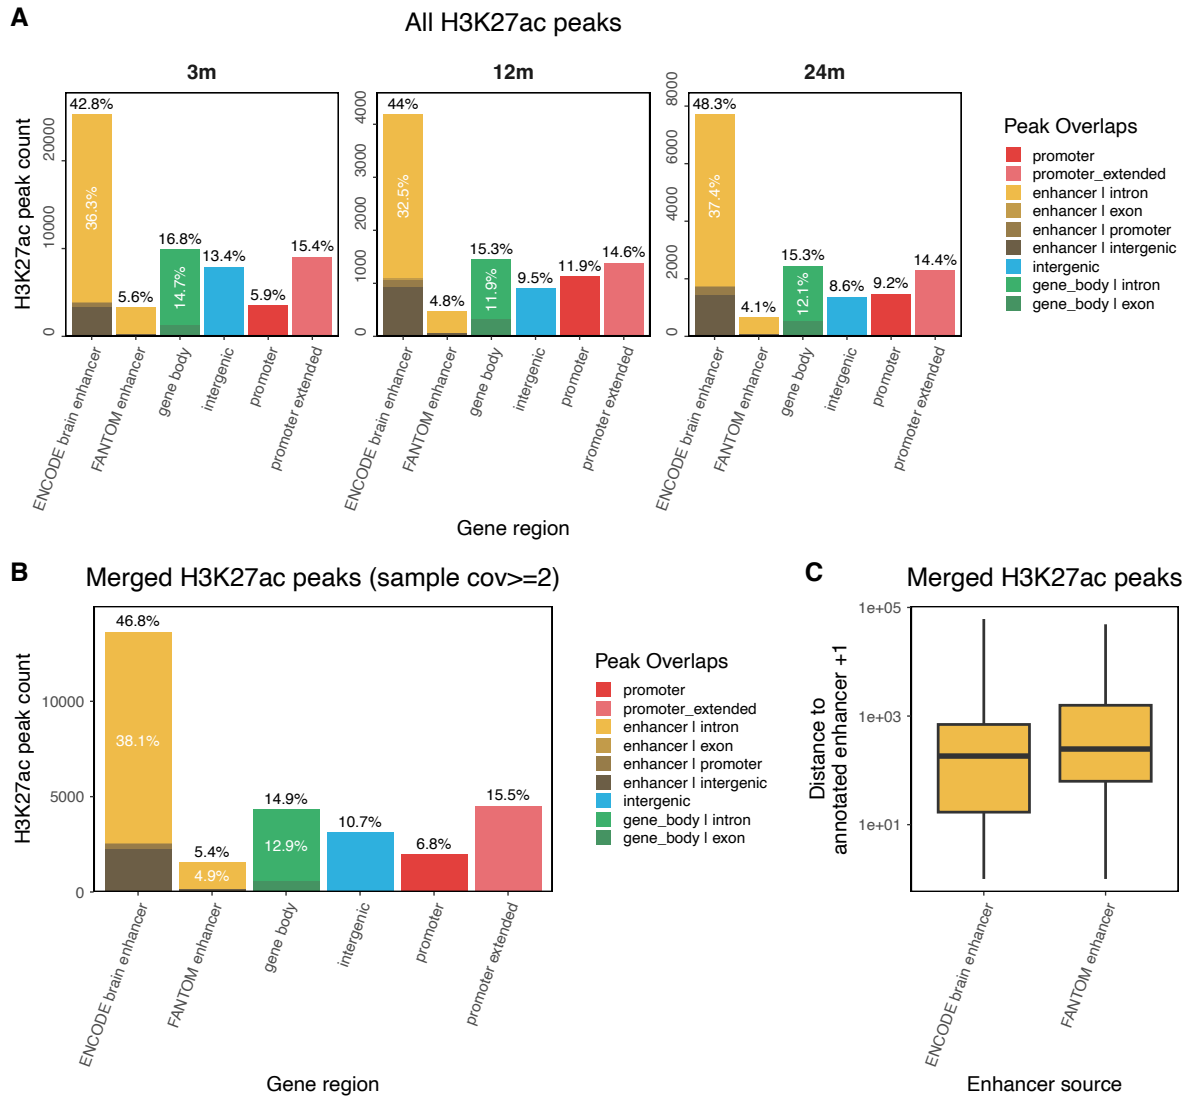 A
All H3K27ac peaks
3m
12m
24m
H3K27ac peak count
0
10000
20000
42.8%
36.3%
5.6%
16.8%
14.7%
13.4%
5.9%
15.4%
0
1000
2000
3000
4000
44%
32.5%
4.8%
15.3%
11.9%
9.5%
11.9%
14.6%
0
2000
4000
6000
8000
48.3%
37.4%
4.1%
15.3%
12.1%
8.6%
9.2%
14.4%
ENCODE brain enhancer
FANTOM enhancer
gene body
intergenic
promoter
promoter extended
ENCODE brain enhancer
FANTOM enhancer
gene body
intergenic
promoter
promoter extended
ENCODE brain enhancer
FANTOM enhancer
gene body
intergenic
promoter
promoter extended
Gene region
Peak Overlaps
promoter
promoter_extended
enhancer | intron
enhancer | exon
enhancer | promoter
enhancer | intergenic
intergenic
gene_body | intron
gene_body | exon
B
Merged H3K27ac peaks (sample cov>=2)
H3K27ac peak count
10000
5000
0
46.8%
38.1%
5.4%
4.9%
14.9%
12.9%
10.7%
6.8%
15.5%
ENCODE brain enhancer
FANTOM enhancer
gene body
intergenic
promoter
promoter extended
Gene region
Peak Overlaps
promoter
promoter_extended
enhancer | intron
enhancer | exon
enhancer | promoter
enhancer | intergenic
intergenic
gene_body | intron
gene_body | exon
C
Merged H3K27ac peaks
Distance to
annotated enhancer +1
1e+05
1e+03
1e+01
ENCODE brain enhancer
FANTOM enhancer
Enhancer source